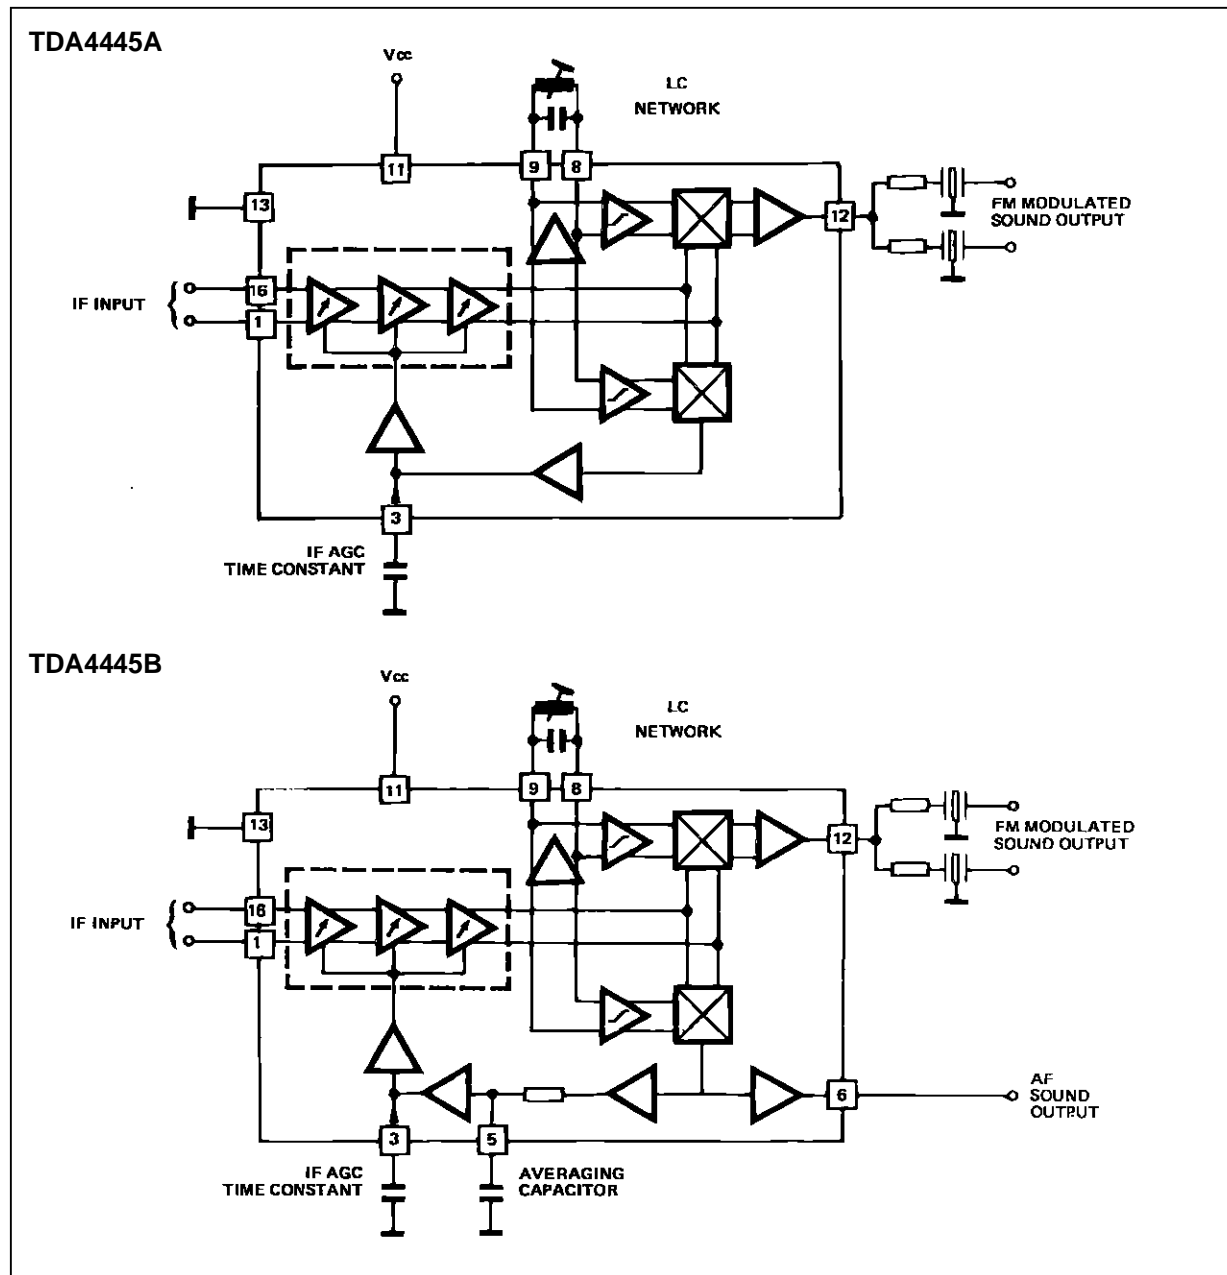 TDA4445A
Vcc
LC
NETWORK
9
8
11
13
12
FM MODULATED
SOUND OUTPUT
16
IF INPUT
1
3
IF AGC
TIME CONSTANT
TDA4445B
Vcc
LC
NETWORK
9
8
11
13
12
FM MODULATED
SOUND OUTPUT
16
IF INPUT
1
6
AF
SOUND
OUTPUT
3
5
IF AGC
TIME CONSTANT
AVERAGING
CAPACITOR